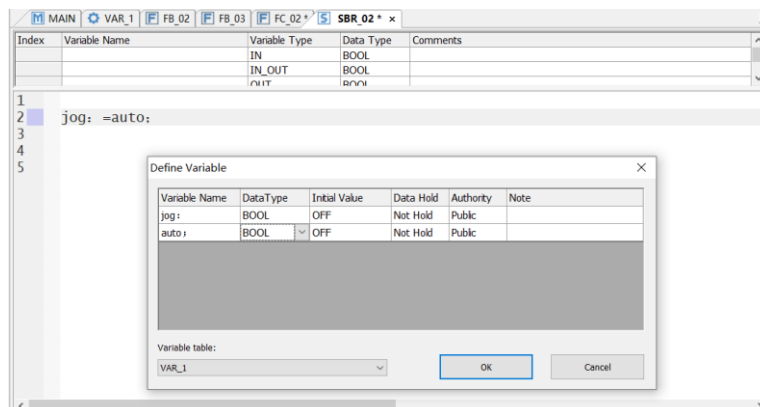 MAIN VAR_1 FB_02 FB_03 FC_02 * SBR_02 * ×
Index Variable Name Variable Type Data Type Comments
IN BOOL
IN_OUT BOOL
OUT BOOL
1
2 jog：=auto；
3
4
5
Define Variable
Variable Name DataType Initial Value Data Hold Authority Note
jog： BOOL OFF Not Hold Public
auto； BOOL OFF Not Hold Public
Variable table:
VAR_1 OK Cancel